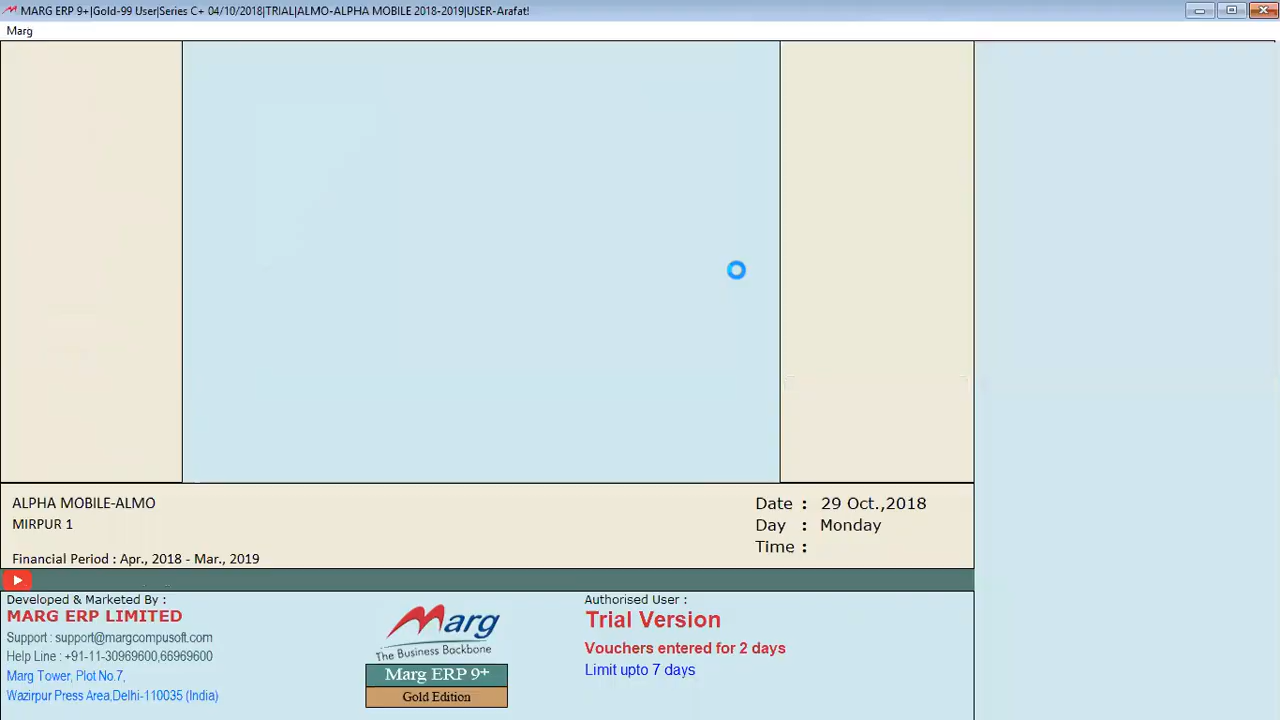 MARG ERP 9+|Gold-99 User|Series C+ 04/10/2018|TRIAL|ALMO-ALPHA MOBILE 2018-2019|USER-Arafat!
Marg
ALPHA MOBILE-ALMO
MIRPUR 1
Financial Period : Apr., 2018 - Mar., 2019
Date : 29 Oct.,2018
Day : Monday
Time :
Developed & Marketed By :
MARG ERP LIMITED
Support : support@margcompusoft.com
Help Line : +91-11-30969600,66969600
Marg Tower, Plot No.7,
Wazirpur Press Area,Delhi-110035 (India)
Marg
The Business Backbone
Marg ERP 9+
Gold Edition
Authorised User :
Trial Version
Vouchers entered for 2 days
Limit upto 7 days